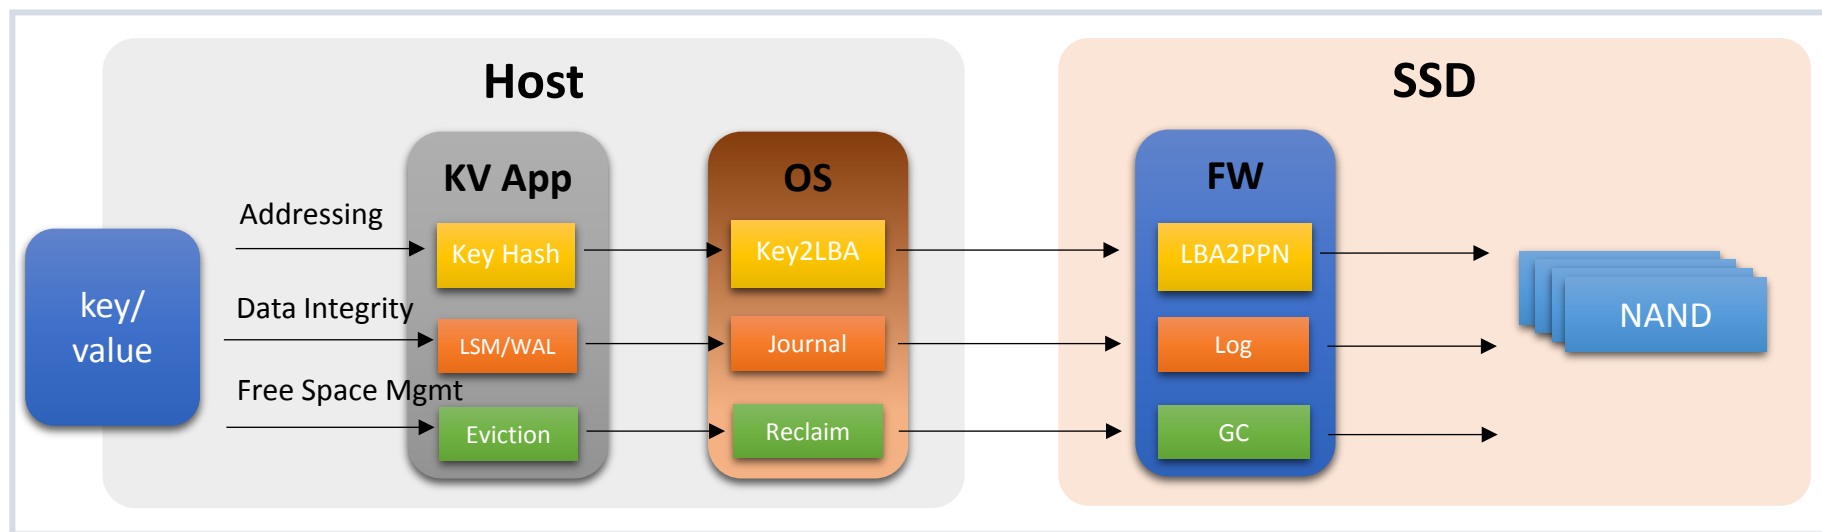 Host
SSD
KV App
OS
FW
Addressing
Key Hash
Key2LBA
LBA2PPN
key/
value
Data Integrity
LSM/WAL
Journal
Log
NAND
Free Space Mgmt
Eviction
Reclaim
GC